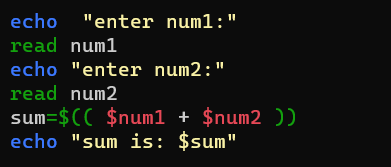 echo  "enter num1:"
read num1
echo "enter num2:"
read num2
sum=$(( $num1 + $num2 ))
echo "sum is: $sum"